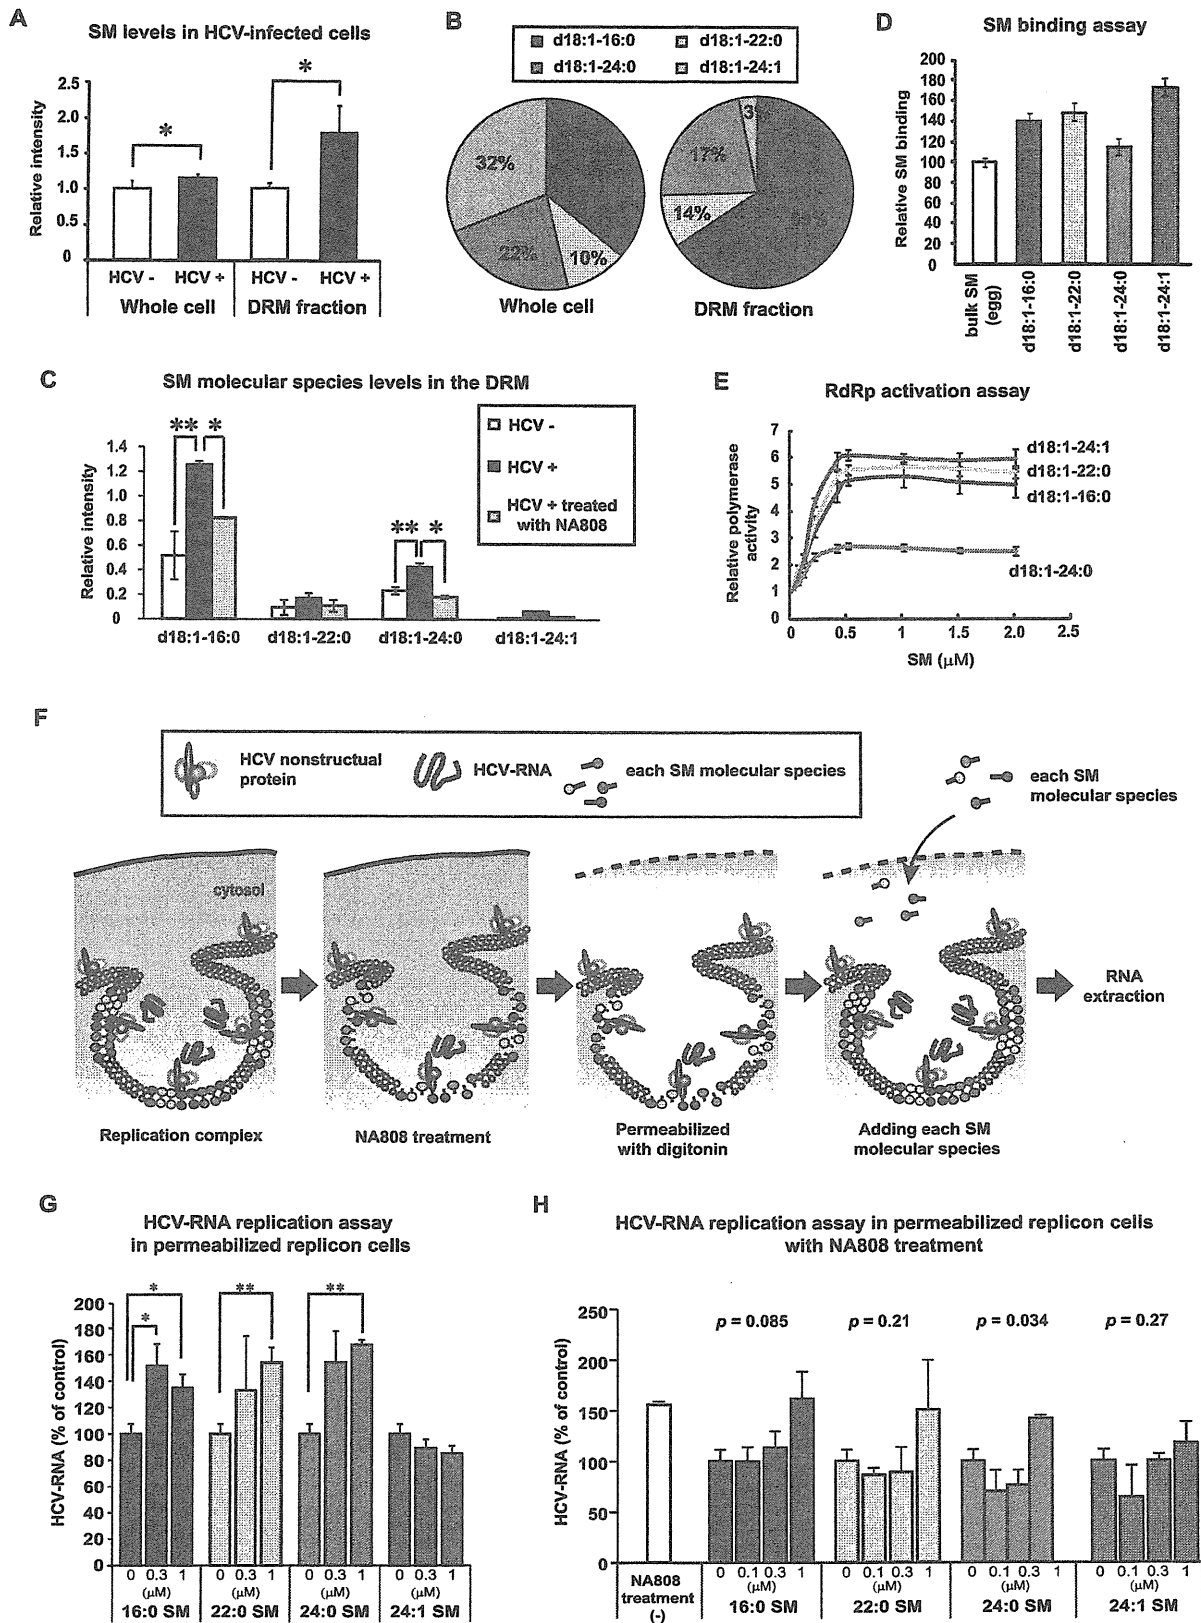 A
SM levels in HCV-infected cells
Relative intensity
2.5
2.0
1.5
1.0
0.5
0
*
*
HCV - HCV + HCV - HCV +
Whole cell DRM fraction
B
d18:1-16:0 d18:1-22:0
d18:1-24:0 d18:1-24:1
32%
22%
10%
Whole cell
3%
17%
14%
DRM fraction
D
SM binding assay
Relative SM binding
200
180
160
140
120
100
80
60
40
20
0
bulk SM
(egg)
d18:1-16:0
d18:1-22:0
d18:1-24:0
d18:1-24:1
C
SM molecular species levels in the DRM
Relative intensity
1.4
1.2
1.0
0.8
0.6
0.4
0.2
0
** *
** *
HCV -
HCV +
HCV + treated
with NA808
d18:1-16:0 d18:1-22:0 d18:1-24:0 d18:1-24:1
E
RdRp activation assay
Relative polymerase
activity
7
6
5
4
3
2
1
0
d18:1-24:1
d18:1-22:0
d18:1-16:0
d18:1-24:0
0 0.5 1 1.5 2.0 2.5
SM (μM)
F
HCV nonstructual
protein
HCV-RNA
each SM molecular species
each SM
molecular species
cytosol
RNA
extraction
Replication complex
NA808 treatment
Permeabilized
with digitonin
Adding each SM
molecular species
G
HCV-RNA replication assay
in permeabilized replicon cells
HCV-RNA (% of control)
200
180
160
140
120
100
80
60
40
20
0
*
*
**
**
0 0.3 1 0 0.3 1 0 0.3 1 0 0.3 1
(μM) (μM) (μM) (μM)
16:0 SM 22:0 SM 24:0 SM 24:1 SM
H
HCV-RNA replication assay in permeabilized replicon cells
with NA808 treatment
HCV-RNA (% of control)
250
200
150
100
50
0
p = 0.085 p = 0.21 p = 0.034 p = 0.27
NA808
treatment
(-)
0 0.1 0.3 1 0 0.1 0.3 1 0 0.1 0.3 1 0 0.1 0.3 1
(μM) (μM) (μM) (μM)
16:0 SM 22:0 SM 24:0 SM 24:1 SM